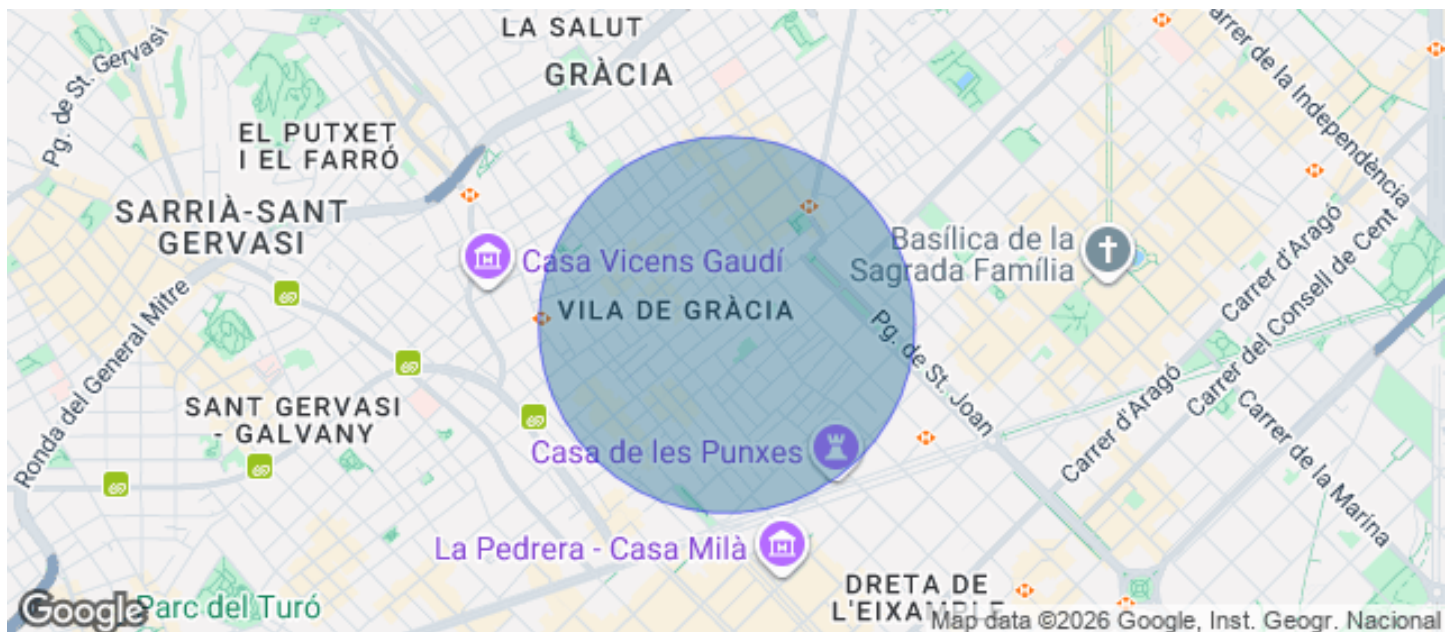 LA SALUT
GRÀCIA
Pg. de St. Gervasi
EL PUTXET
I EL FARRÓ
SARRIÀ-SANT
GERVASI
Carrer de la Independència
Casa Vicens Gaudí
Basílica de la
Sagrada Família
VILA DE GRÀCIA
Ronda del General Mitre
Pg. de St. Joan
Carrer d'Aragó
Carrer del Consell de Cent
Carrer d'Aragó
Carrer de la Marina
SANT GERVASI
- GALVANY
Casa de les Punxes
La Pedrera - Casa Milà
DRETA DE
L'EIXAMPLE
Google
Parc del Turó
Map data ©2026 Google, Inst. Geogr. Nacional